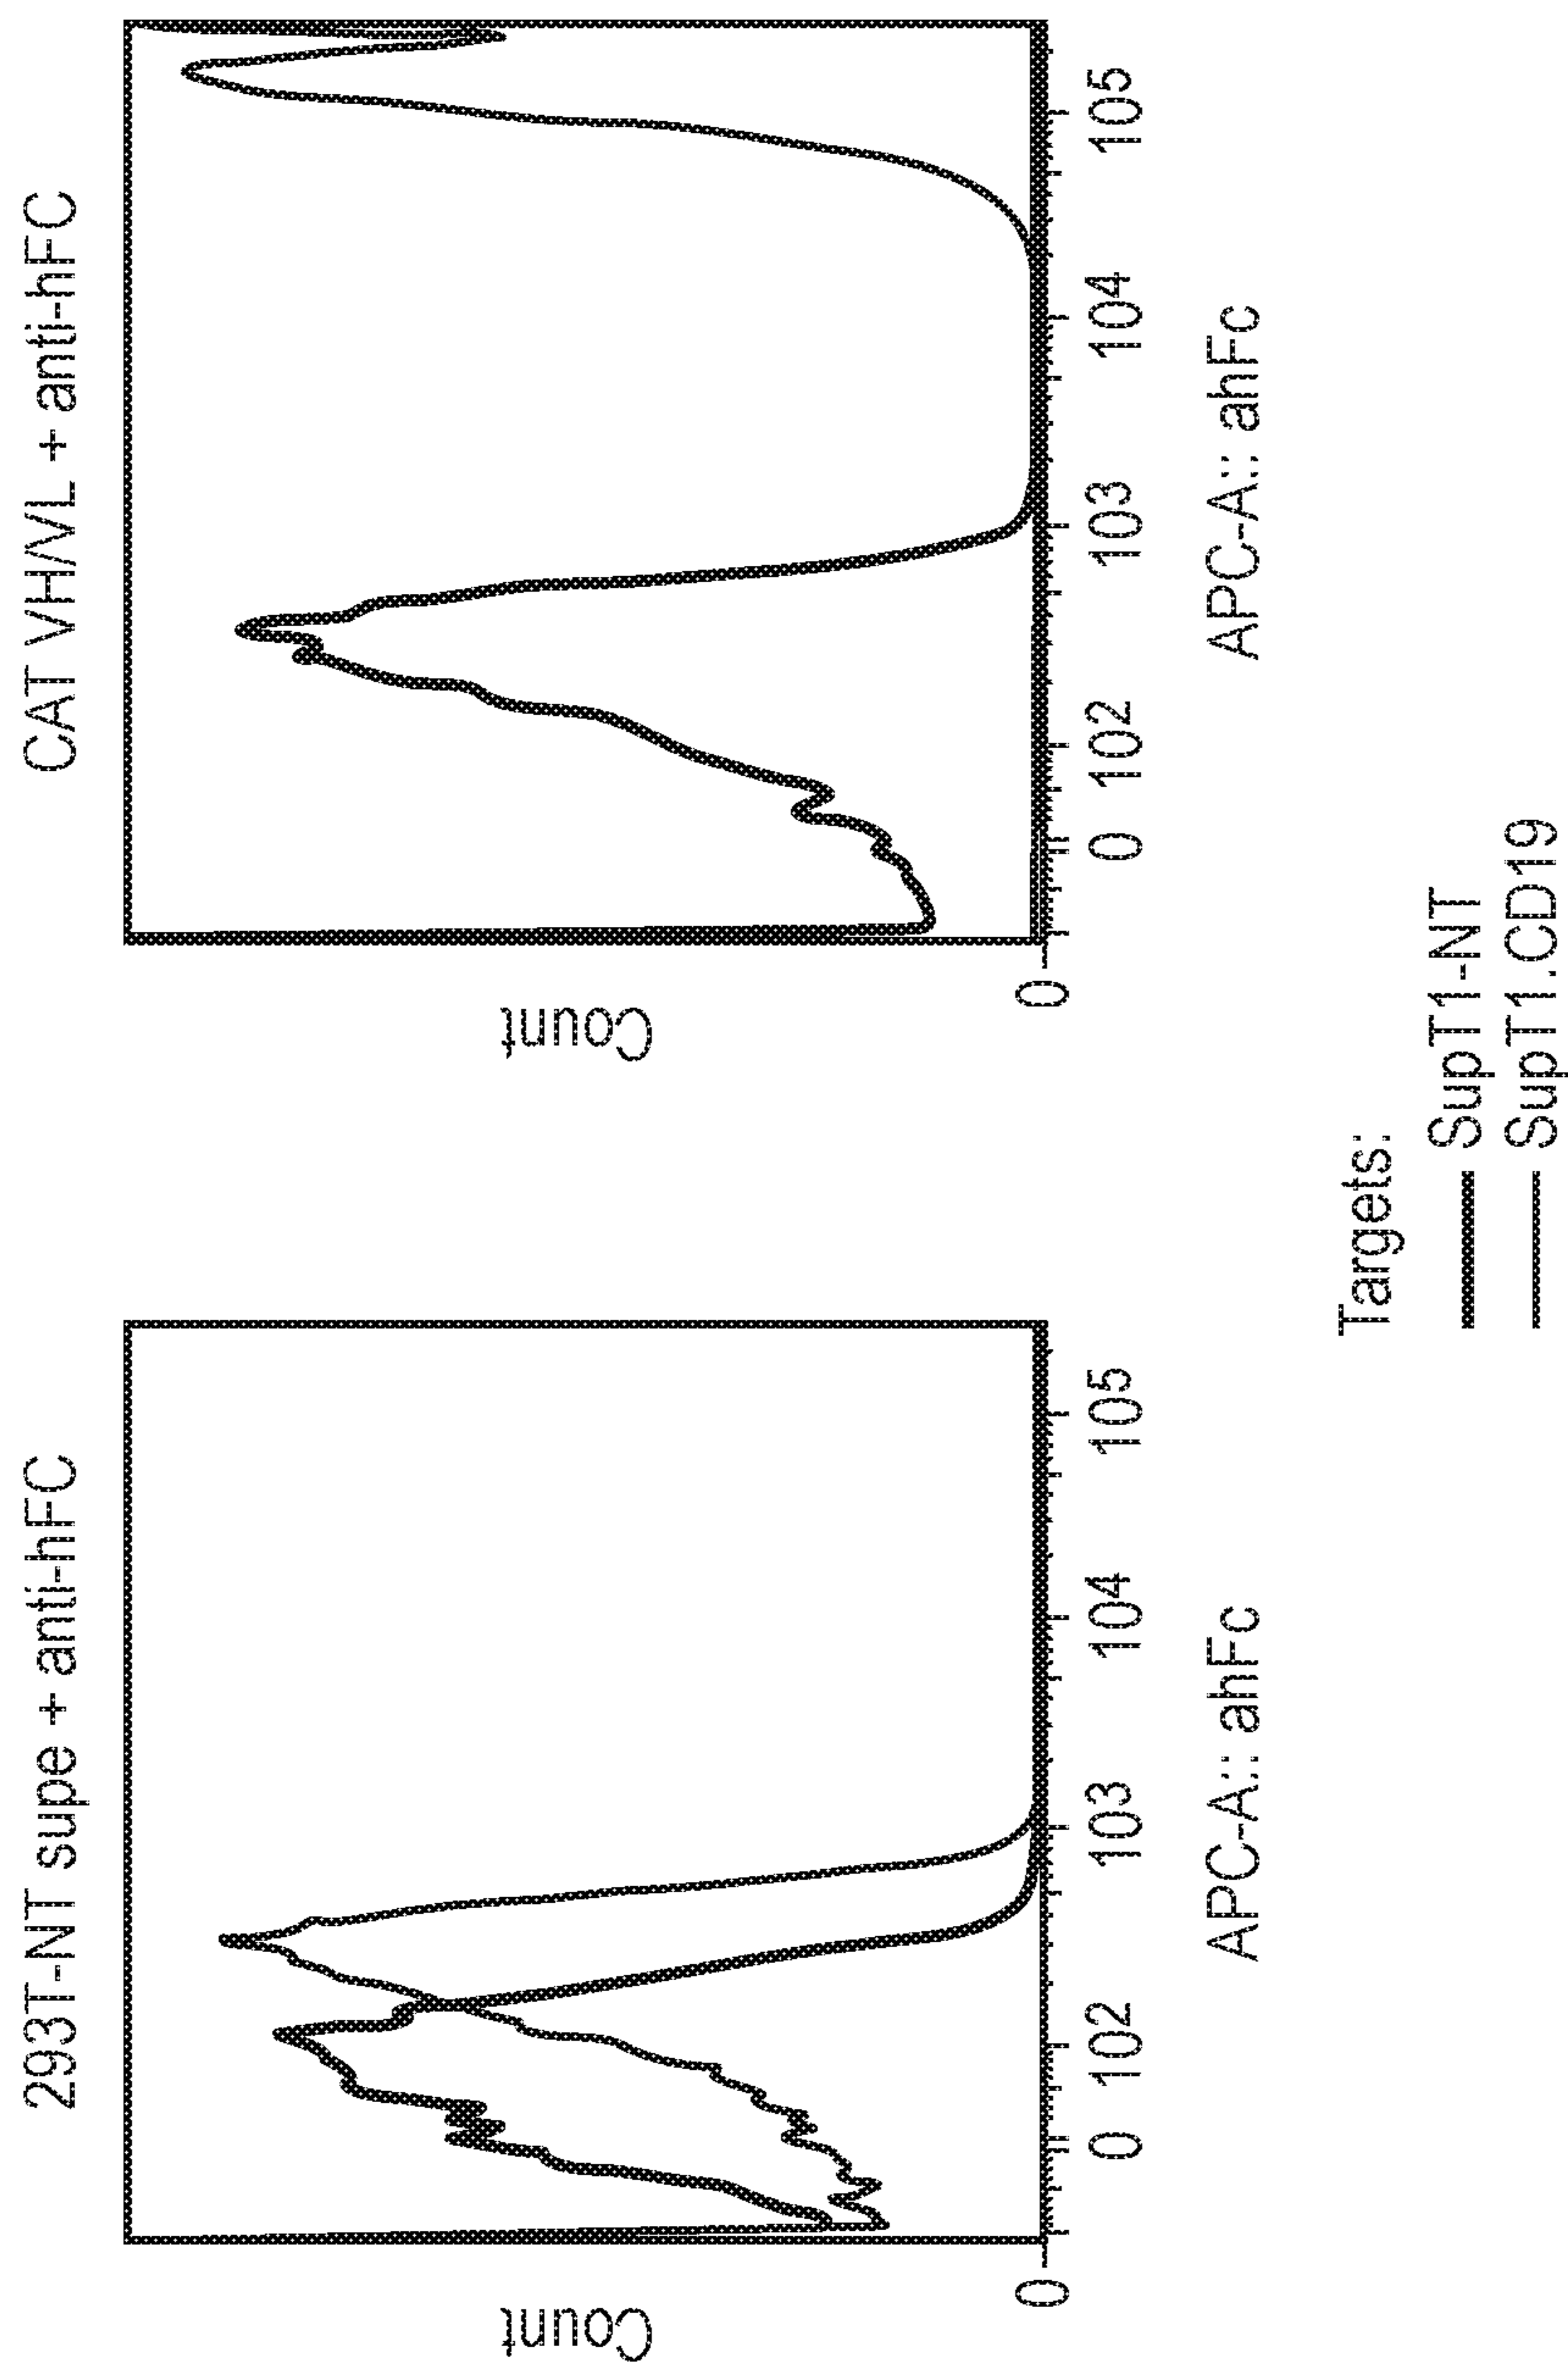 293T-NT supe + anti-hFC
Count
0
0 102 103 104 105
APC-A:: ahFc
CAT VH/VL + anti-hFC
Count
0
0 102 103 104 105
APC-A:: ahFc
Targets:
SupT1-NT
SupT1.CD19